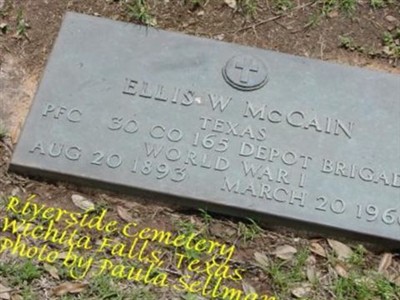 ELLIS W McCAIN
TEXAS
PFC 30 CO 165 DEPOT BRIGAD
WORLD WAR I
AUG 20 1893 MARCH 20 196
Riverside Cemetery
Wichita Falls, Texas
Photo by Paula Sellman